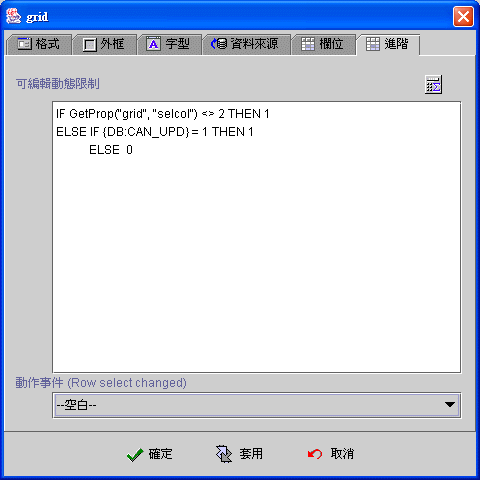 grid
格式 外框 字型 資料來源 欄位 進階
可編輯動態限制
IF GetProp("grid", "selcol") <> 2 THEN 1
ELSE IF {DB:CAN_UPD} = 1 THEN 1
ELSE 0
動作事件 (Row select changed)
--空白--
確定 套用 取消